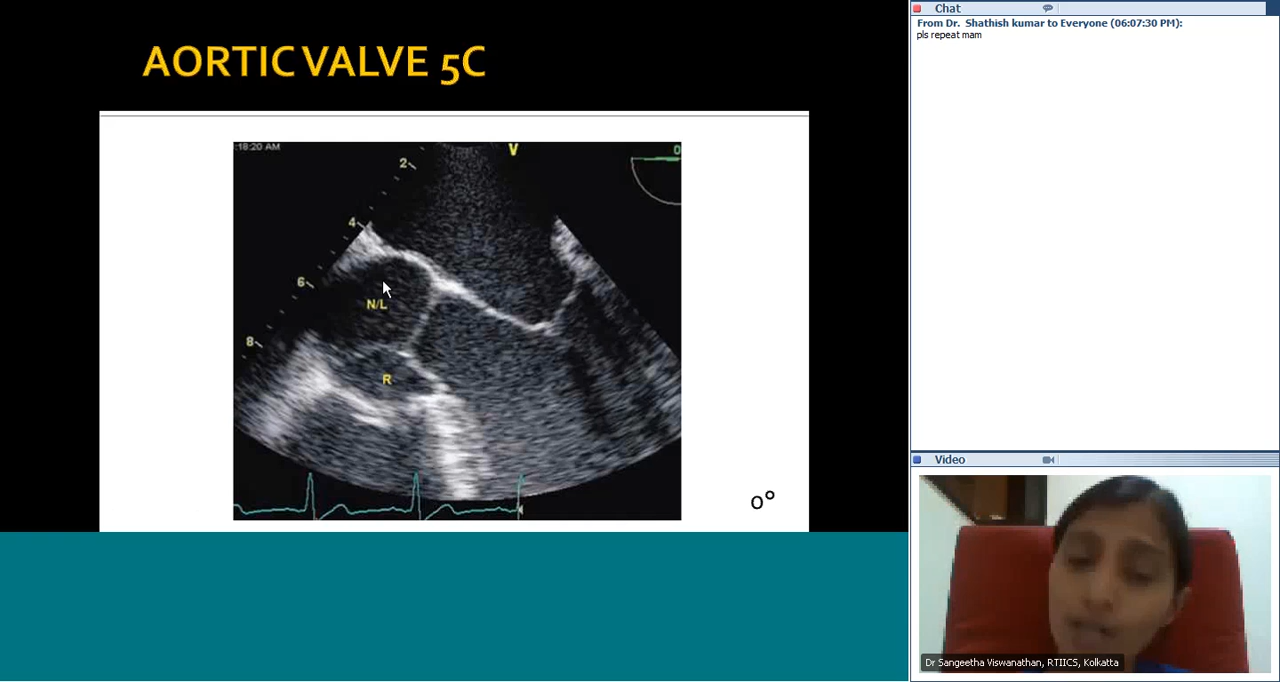 AORTIC VALVE 5C
:18:20 AM
V
0
2
4
6
8
N/L
R
0°
Chat
From Dr. Shathish kumar to Everyone (06:07:30 PM):
pls repeat mam
Video
Dr Sangeetha Viswanathan, RTIICS, Kolkatta